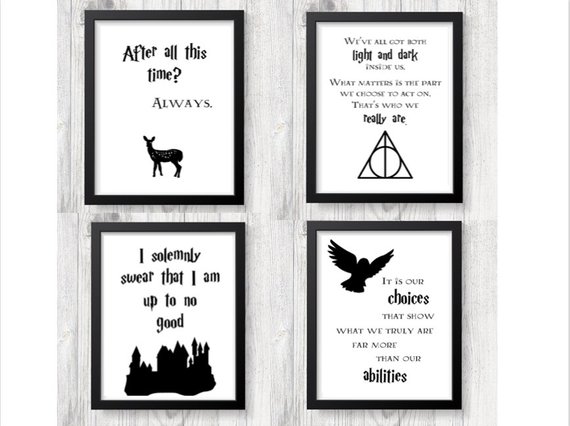 After all this
time?
ALWAYS.
WE'VE ALL GOT BOTH
light and dark
INSIDE US.
WHAT MATTERS IS THE PART
WE CHOOSE TO ACT ON.
THAT'S WHO WE
really are.
I solemnly
swear that I am
up to no
good
IT IS OUR
choices
THAT SHOW
WHAT WE TRULY ARE
FAR MORE
THAN OUR
abilities